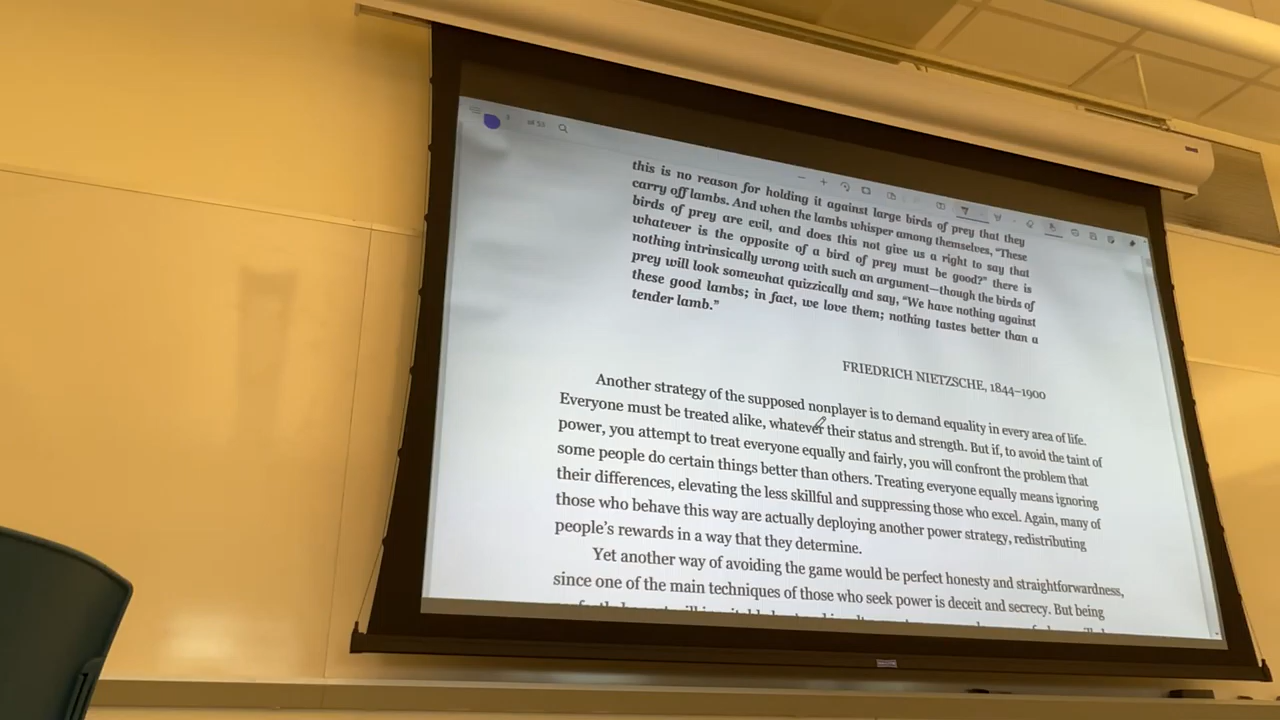 of 55
this is no reason for holding it against large birds of prey that they
carry off lambs. And when the lambs whisper among themselves, "These
birds of prey are evil, and does this not give us a right to say that
whatever is the opposite of a bird of prey must be good?" there is
nothing intrinsically wrong with such an argument—though the birds of
prey will look somewhat quizzically and say, "We have nothing against
these good lambs; in fact, we love them; nothing tastes better than a
tender lamb."
FRIEDRICH NIETZSCHE, 1844–1900
Another strategy of the supposed nonplayer is to demand equality in every area of life.
Everyone must be treated alike, whatever their status and strength. But if, to avoid the taint of
power, you attempt to treat everyone equally and fairly, you will confront the problem that
some people do certain things better than others. Treating everyone equally means ignoring
their differences, elevating the less skillful and suppressing those who excel. Again, many of
those who behave this way are actually deploying another power strategy, redistributing
people's rewards in a way that they determine.
Yet another way of avoiding the game would be perfect honesty and straightforwardness,
since one of the main techniques of those who seek power is deceit and secrecy. But being